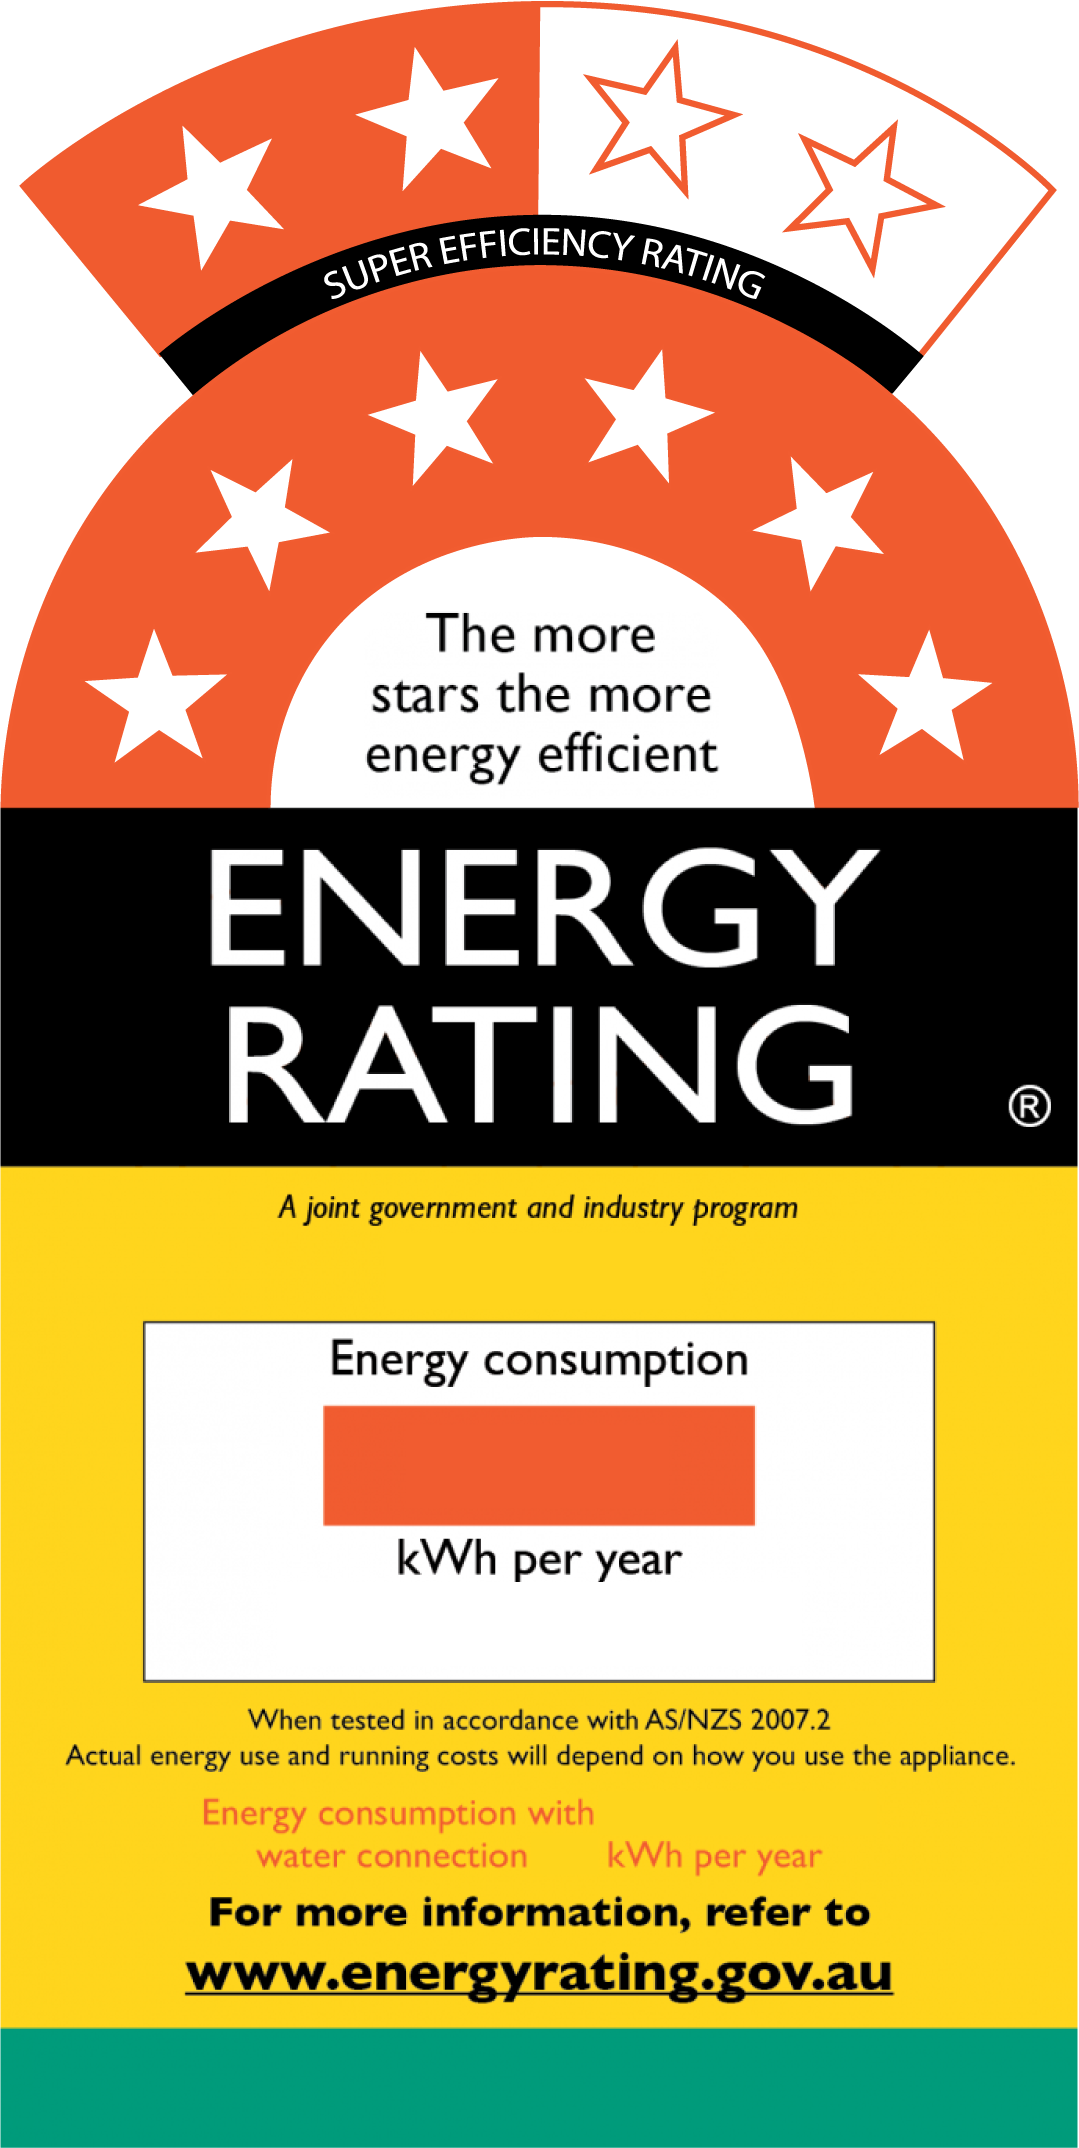 SUPER EFFICIENCY RATING
The more
stars the more
energy efficient
ENERGY
RATING
®
A joint government and industry program
Energy consumption
kWh per year
When tested in accordance with AS/NZS 2007.2
Actual energy use and running costs will depend on how you use the appliance.
Energy consumption with
water connection kWh per year
For more information, refer to
www.energyrating.gov.au